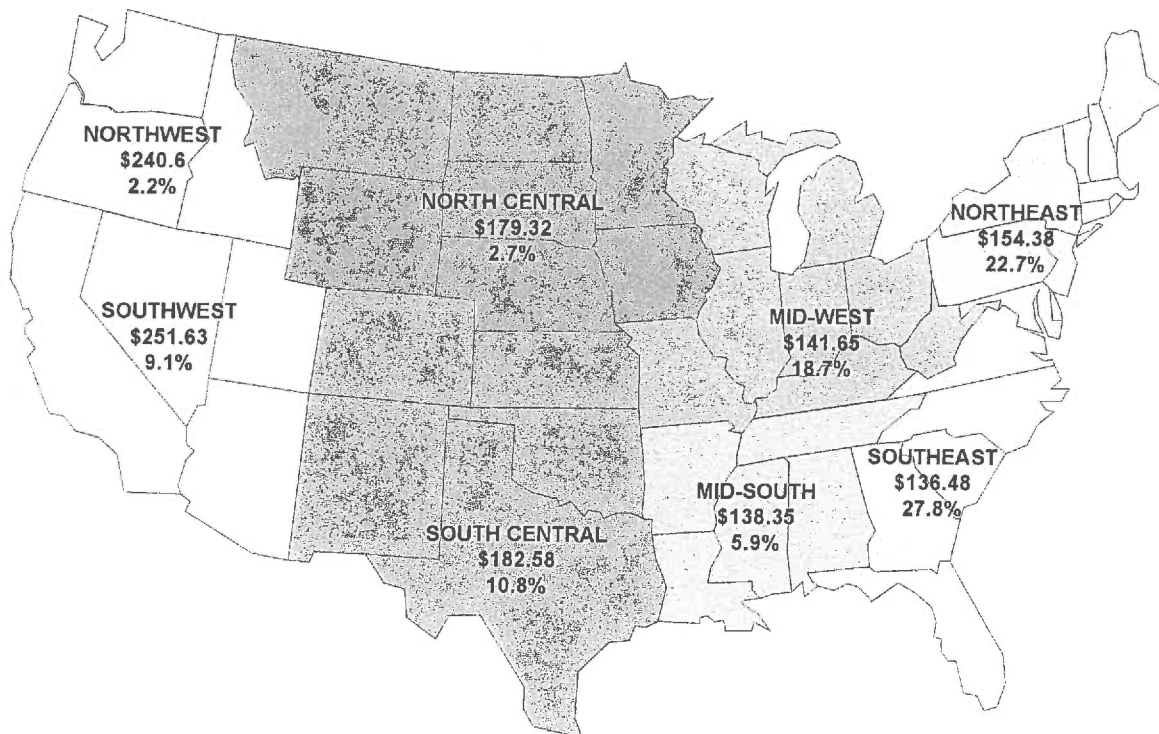 NORTHWEST
$240.6
2.2%
NORTH CENTRAL
$179.32
2.7%
NORTHEAST
$154.38
22.7%
SOUTHWEST
$251.63
9.1%
MID-WEST
$141.65
18.7%
SOUTHEAST
$136.48
27.8%
MID-SOUTH
$138.35
5.9%
SOUTH CENTRAL
$182.58
10.8%